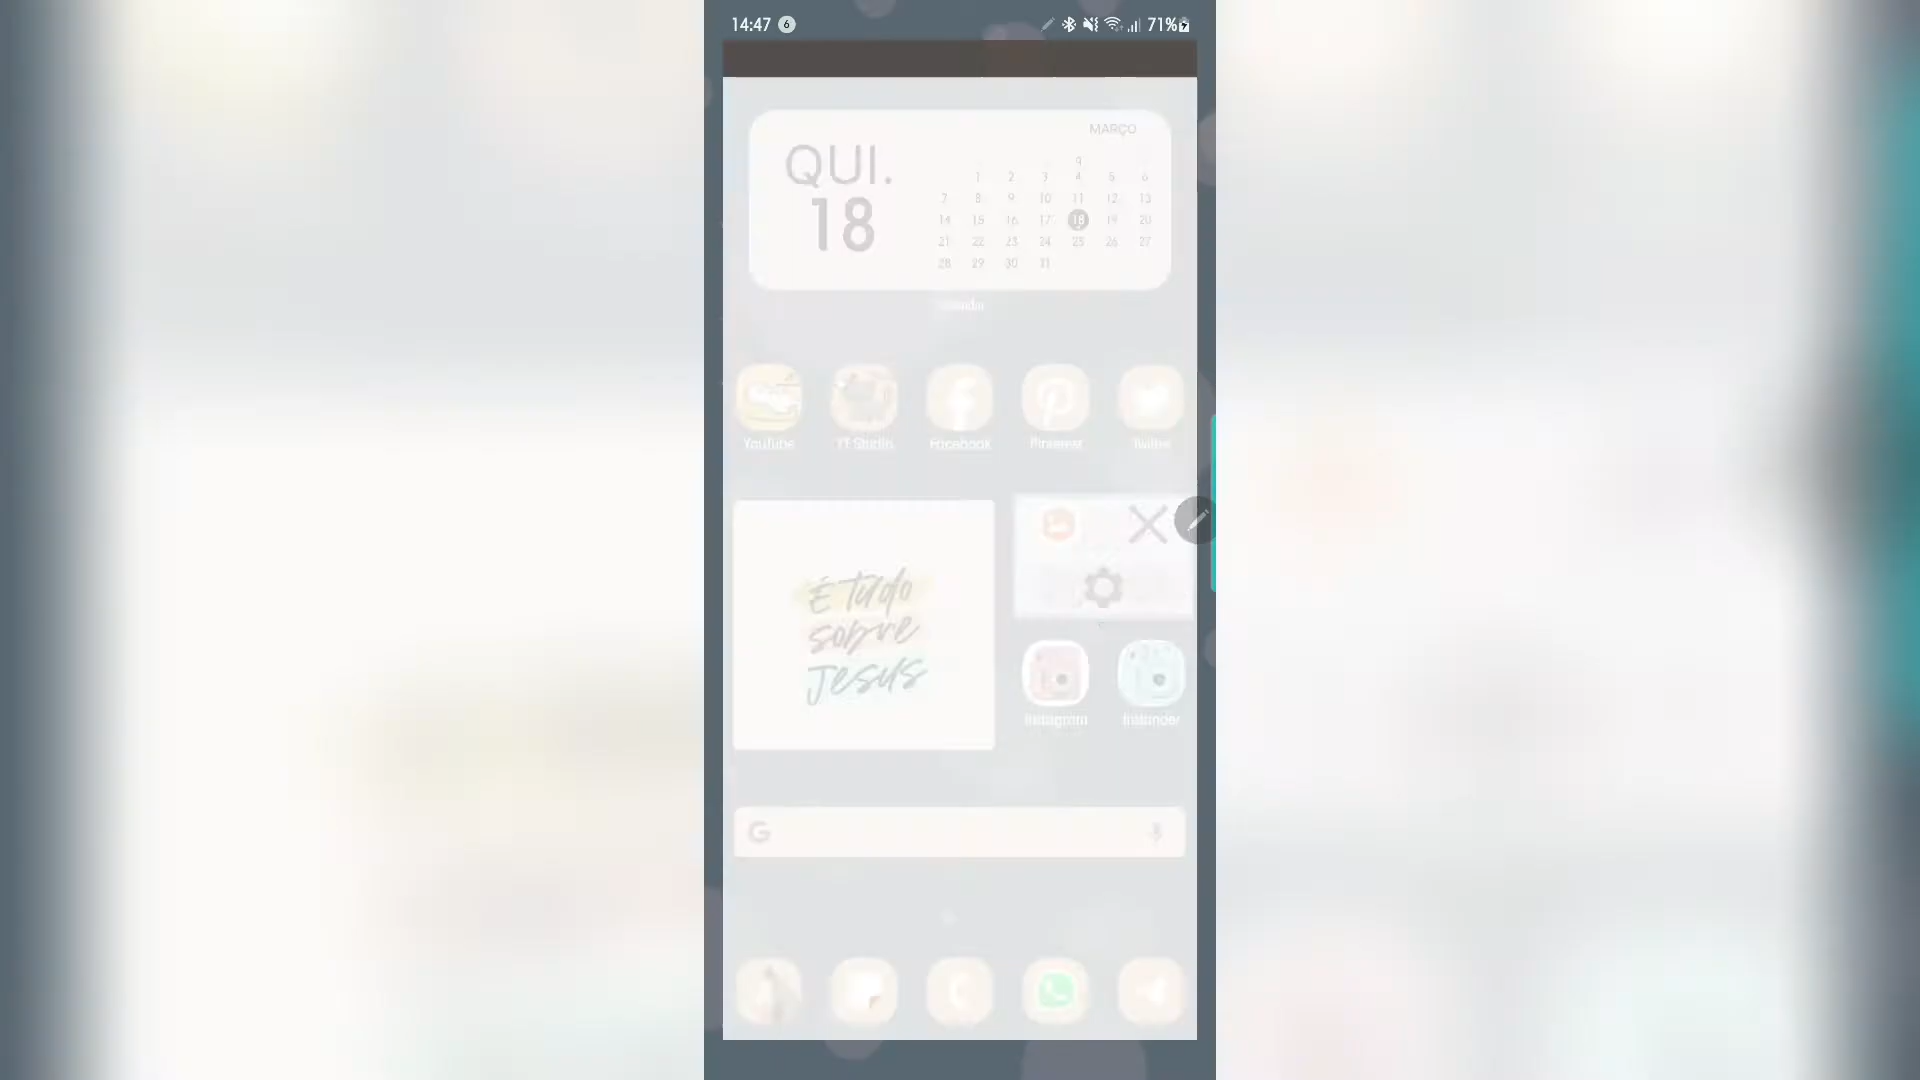 14:47 6 71%
MARÇO
QUI.
18
1 2 3 4 5 6
7 8 9 10 11 12 13
14 15 16 17 18 19 20
21 22 23 24 25 26 27
28 29 30 31
YouTube YT Studio Facebook Pinterest Twitter
É tudo
sobre
Jesus
Instagram Instander
G